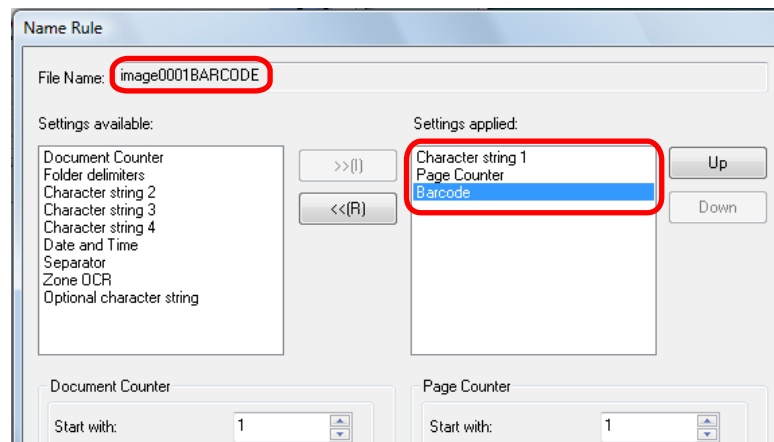 Name Rule
File Name: image0001BARCODE
Settings available:
Document Counter
Folder delimiters
Character string 2
Character string 3
Character string 4
Date and Time
Separator
Zone OCR
Optional character string
>>(I)
<<(R)
Settings applied:
Character string 1
Page Counter
Barcode
Up
Down
Document Counter
Start with: 1
Page Counter
Start with: 1